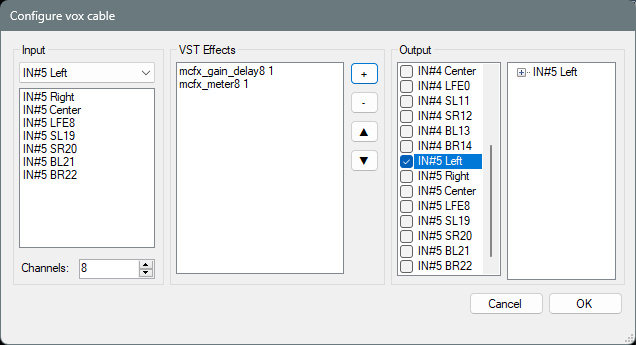 Configure vox cable
Input
IN#5 Left
IN#5 Right
IN#5 Center
IN#5 LFE8
IN#5 SL19
IN#5 SR20
IN#5 BL21
IN#5 BR22
Channels: 8
VST Effects
mcfx_gain_delay8 1
mcfx_meter8 1
+
-
▲
▼
Output
IN#4 Center
IN#4 LFE0
IN#4 SL11
IN#4 SR12
IN#4 BL13
IN#4 BR14
IN#5 Left
IN#5 Right
IN#5 Center
IN#5 LFE8
IN#5 SL19
IN#5 SR20
IN#5 BL21
IN#5 BR22
IN#5 Left
Cancel
OK